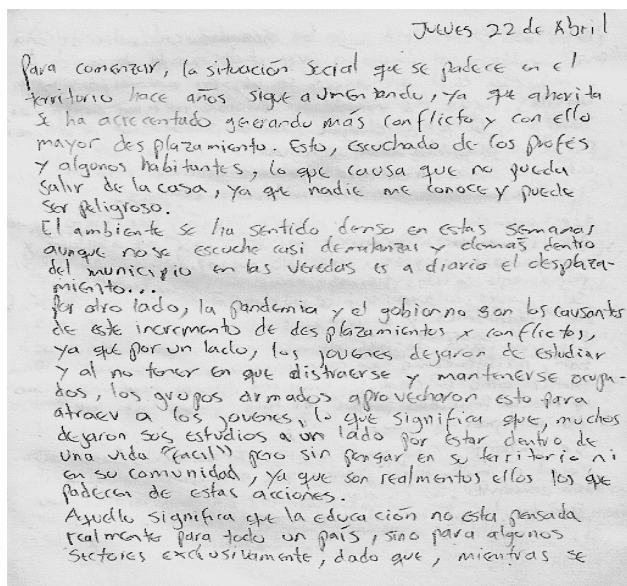 Jueves 22 de Abril
Para comenzar, la situación social que se padece en el
territorio hace años sigue aumentando, ya que ahorita
se ha acrecentado generando más conflicto y con ello
mayor desplazamiento. Esto, escuchado de los profes
y algunos habitantes, lo que causa que no pueda
salir de la casa, ya que nadie me conoce y puede
ser peligroso.
El ambiente se ha sentido denso en estas semanas
aunque no se escuche casi de matanzas y demas dentro
del municipio en las veredas es a diario el desplaza-
miento...
Por otro lado, la pandemia y el gobierno son los causantes
de este incremento de desplazamientos x conflictos,
ya que por un lado, los jovenes dejaron de estudiar
y al no tener en que distraerse y mantenerse ocupa-
dos, los grupos armados aprovecharon esto para
atraer a los jovenes, lo que significa que, muchos
dejaron sus estudios a un lado por estar dentro de
una vida "facil" pero sin pensar en su territorio ni
en su comunidad, ya que son realmentos ellos los que
padecen de estas acciones.
Aquello significa que la educación no esta pensada
realmente para todo un país, sino para algunos
sectores exclusivamente, dado que, mientras se